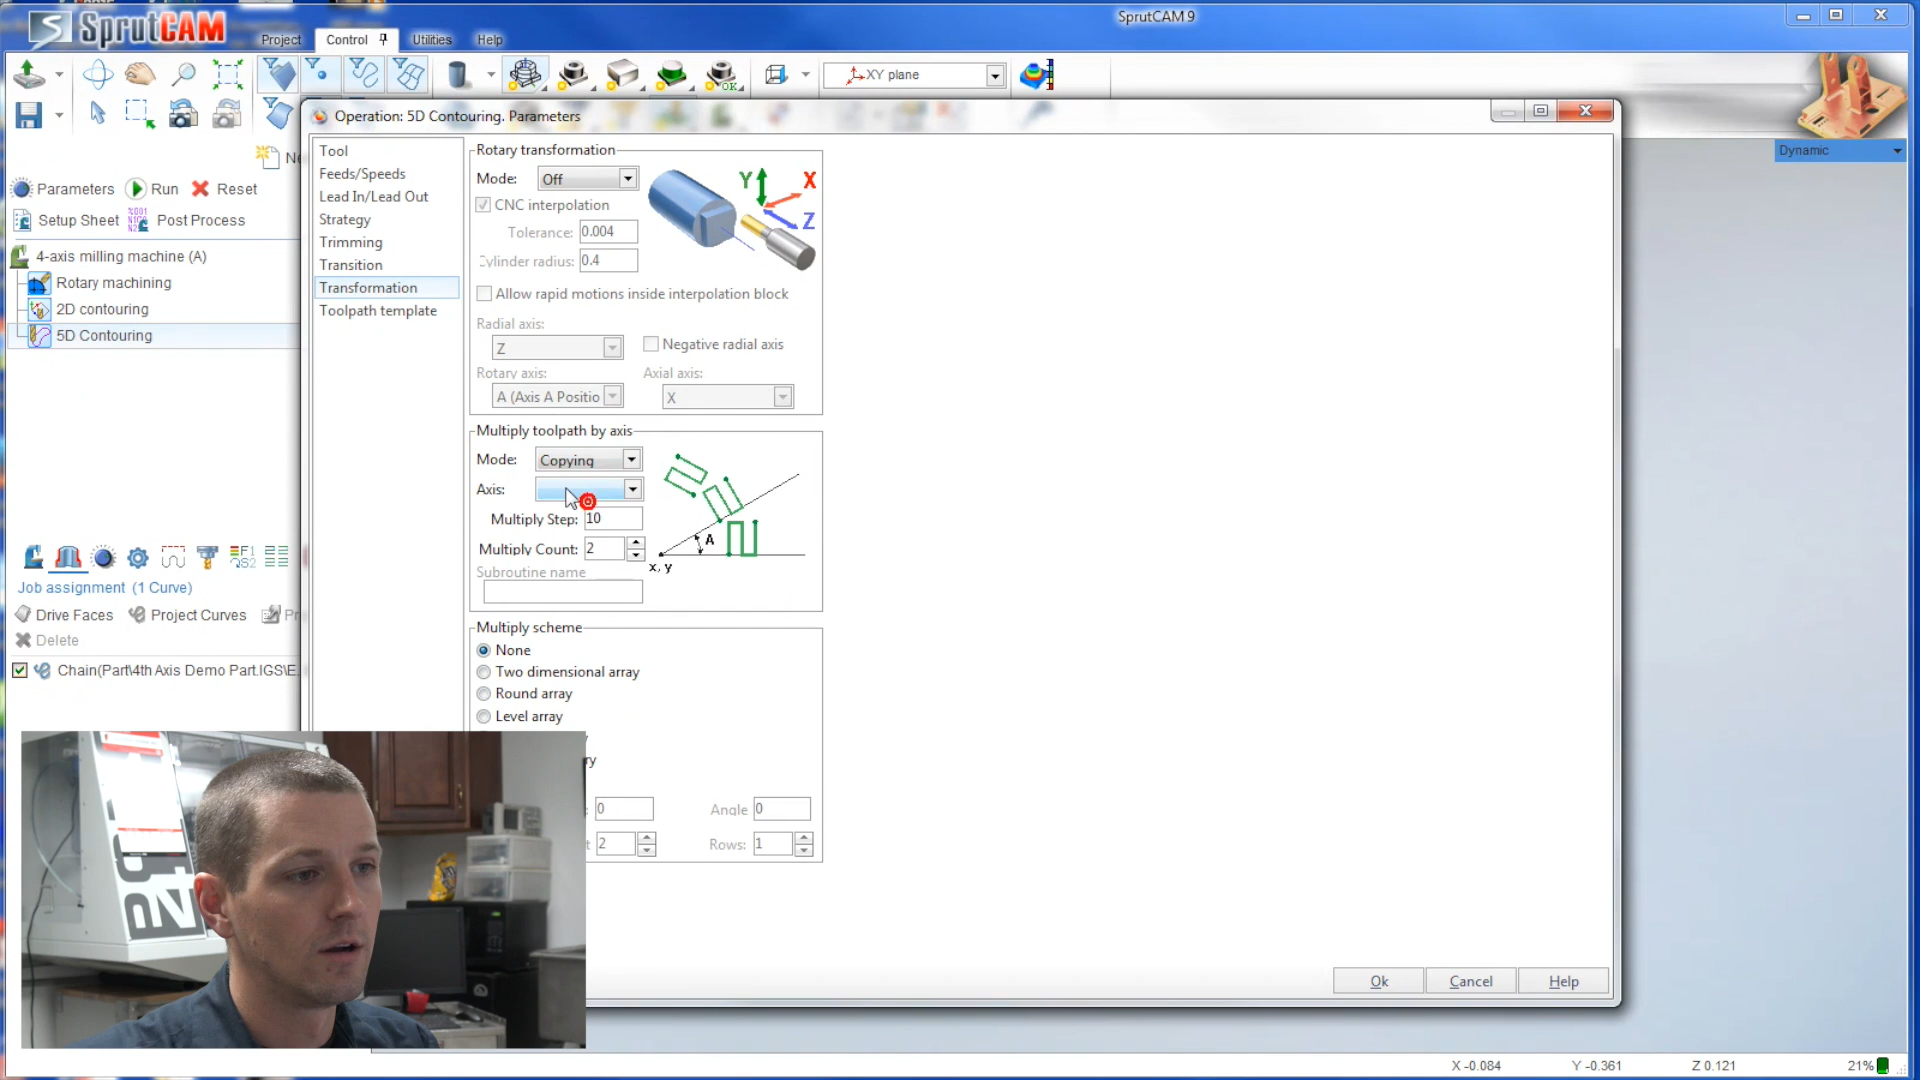 SprutCAM 9
SprutCAM
Project
Control
Utilities
Help
XY plane
OK
Dynamic
Operation: 5D Contouring. Parameters
Parameters
Run
Reset
Setup Sheet
Post Process
4-axis milling machine (A)
Rotary machining
2D contouring
5D Contouring
Job assignment (1 Curve)
Drive Faces
Project Curves
Delete
Chain(Part\4th Axis Demo Part.IGS\E
Tool
Feeds/Speeds
Lead In/Lead Out
Strategy
Trimming
Transition
Transformation
Toolpath template
Rotary transformation
Mode: Off
Y X Z
CNC interpolation
Tolerance: 0.004
Cylinder radius: 0.4
Allow rapid motions inside interpolation block
Radial axis:
Z
Negative radial axis
Rotary axis:
Axial axis:
A (Axis A Positio
X
Multiply toolpath by axis
Mode: Copying
Axis:
Multiply Step: 10
Multiply Count: 2
A
x, y
Subroutine name
Multiply scheme
None
Two dimensional array
Round array
Level array
0
Angle 0
2
Rows: 1
Ok
Cancel
Help
X -0.084
Y -0.361
Z 0.121
21%